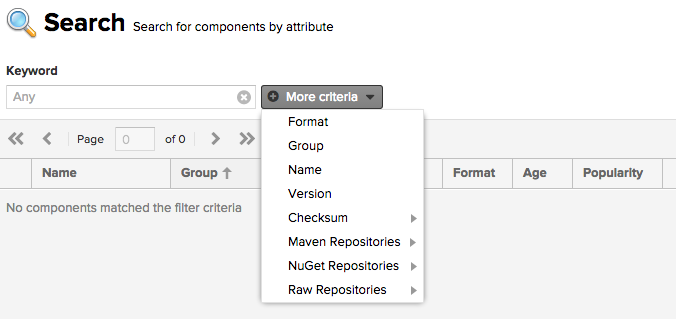 Search Search for components by attribute
Keyword
Any More criteria
Page 0 of 0
Format
Group
Name
Version
Checksum
Maven Repositories
NuGet Repositories
Raw Repositories
Name Group Format Age Popularity
No components matched the filter criteria